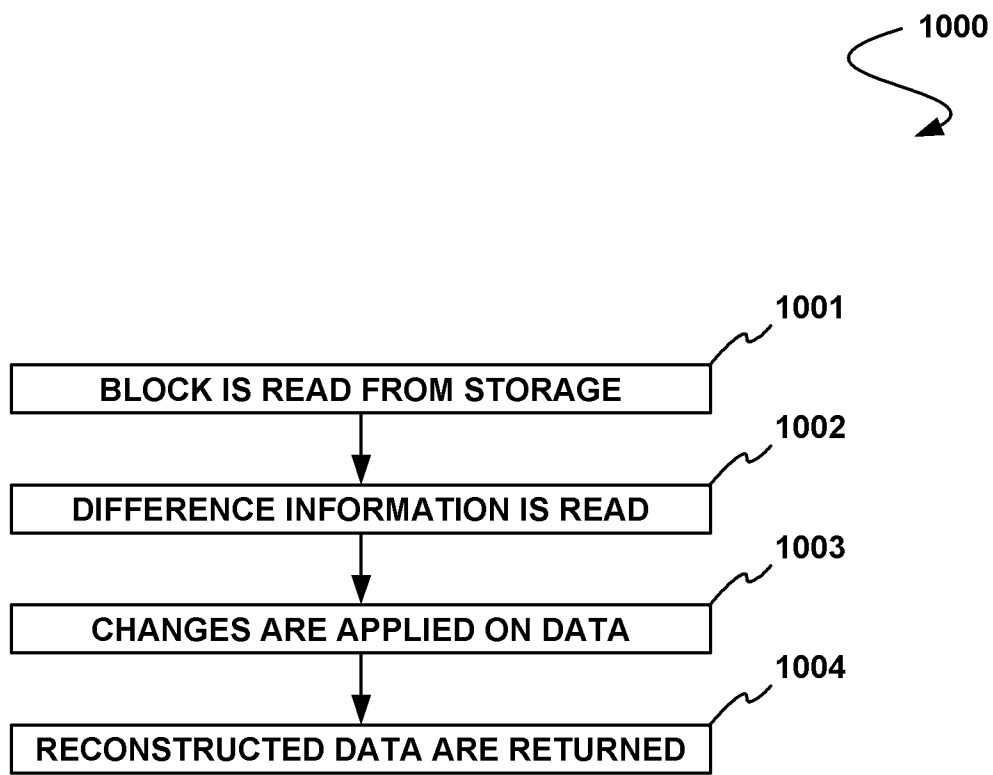 1000
1001
BLOCK IS READ FROM STORAGE
1002
DIFFERENCE INFORMATION IS READ
1003
CHANGES ARE APPLIED ON DATA
1004
RECONSTRUCTED DATA ARE RETURNED